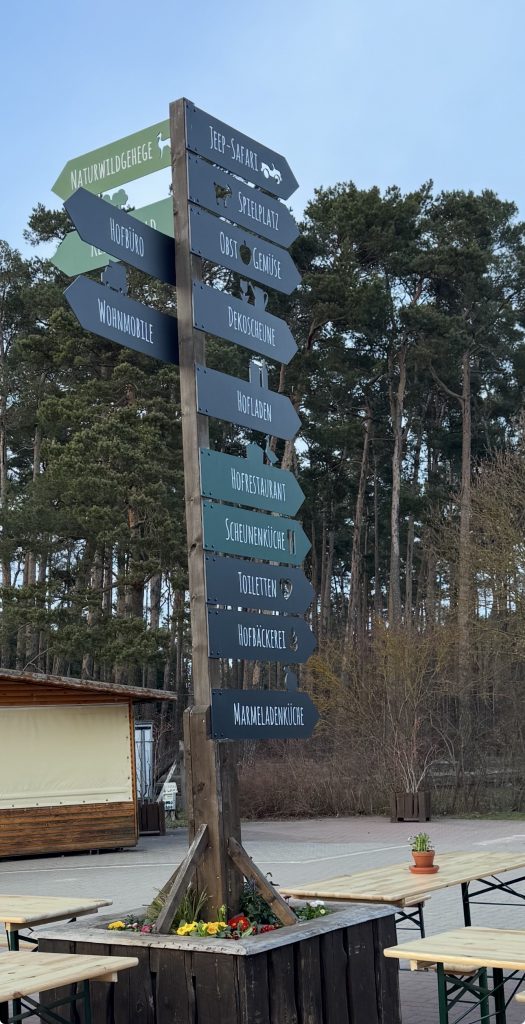 Naturwildgehege
Hofbüro
Wohnmobile
Jeep-Safari
Spielplatz
Obst Gemüse
Dekoscheune
Hofladen
Hofrestaurant
Scheunenküche
Toiletten
Hofbäckerei
Marmeladenküche